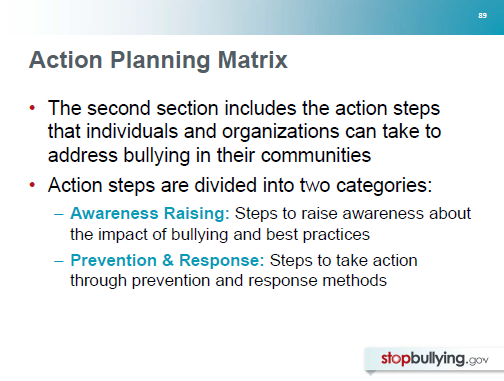 89
Action Planning Matrix
• The second section includes the action steps
that individuals and organizations can take to
address bullying in their communities
• Action steps are divided into two categories:
– Awareness Raising: Steps to raise awareness about
the impact of bullying and best practices
– Prevention & Response: Steps to take action
through prevention and response methods
stopbullying.gov